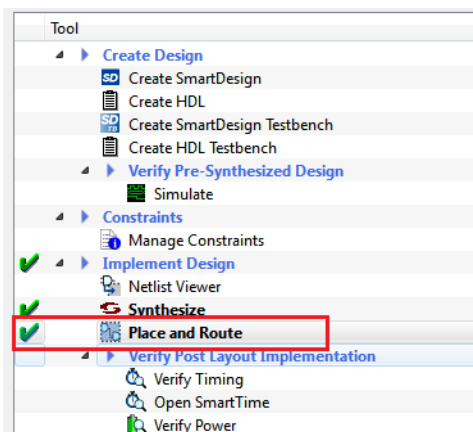 Tool
Create Design
SD Create SmartDesign
Create HDL
SD TB Create SmartDesign Testbench
Create HDL Testbench
Verify Pre-Synthesized Design
Simulate
Constraints
Manage Constraints
Implement Design
Netlist Viewer
Synthesize
Place and Route
Verify Post Layout Implementation
Verify Timing
Open SmartTime
Verify Power